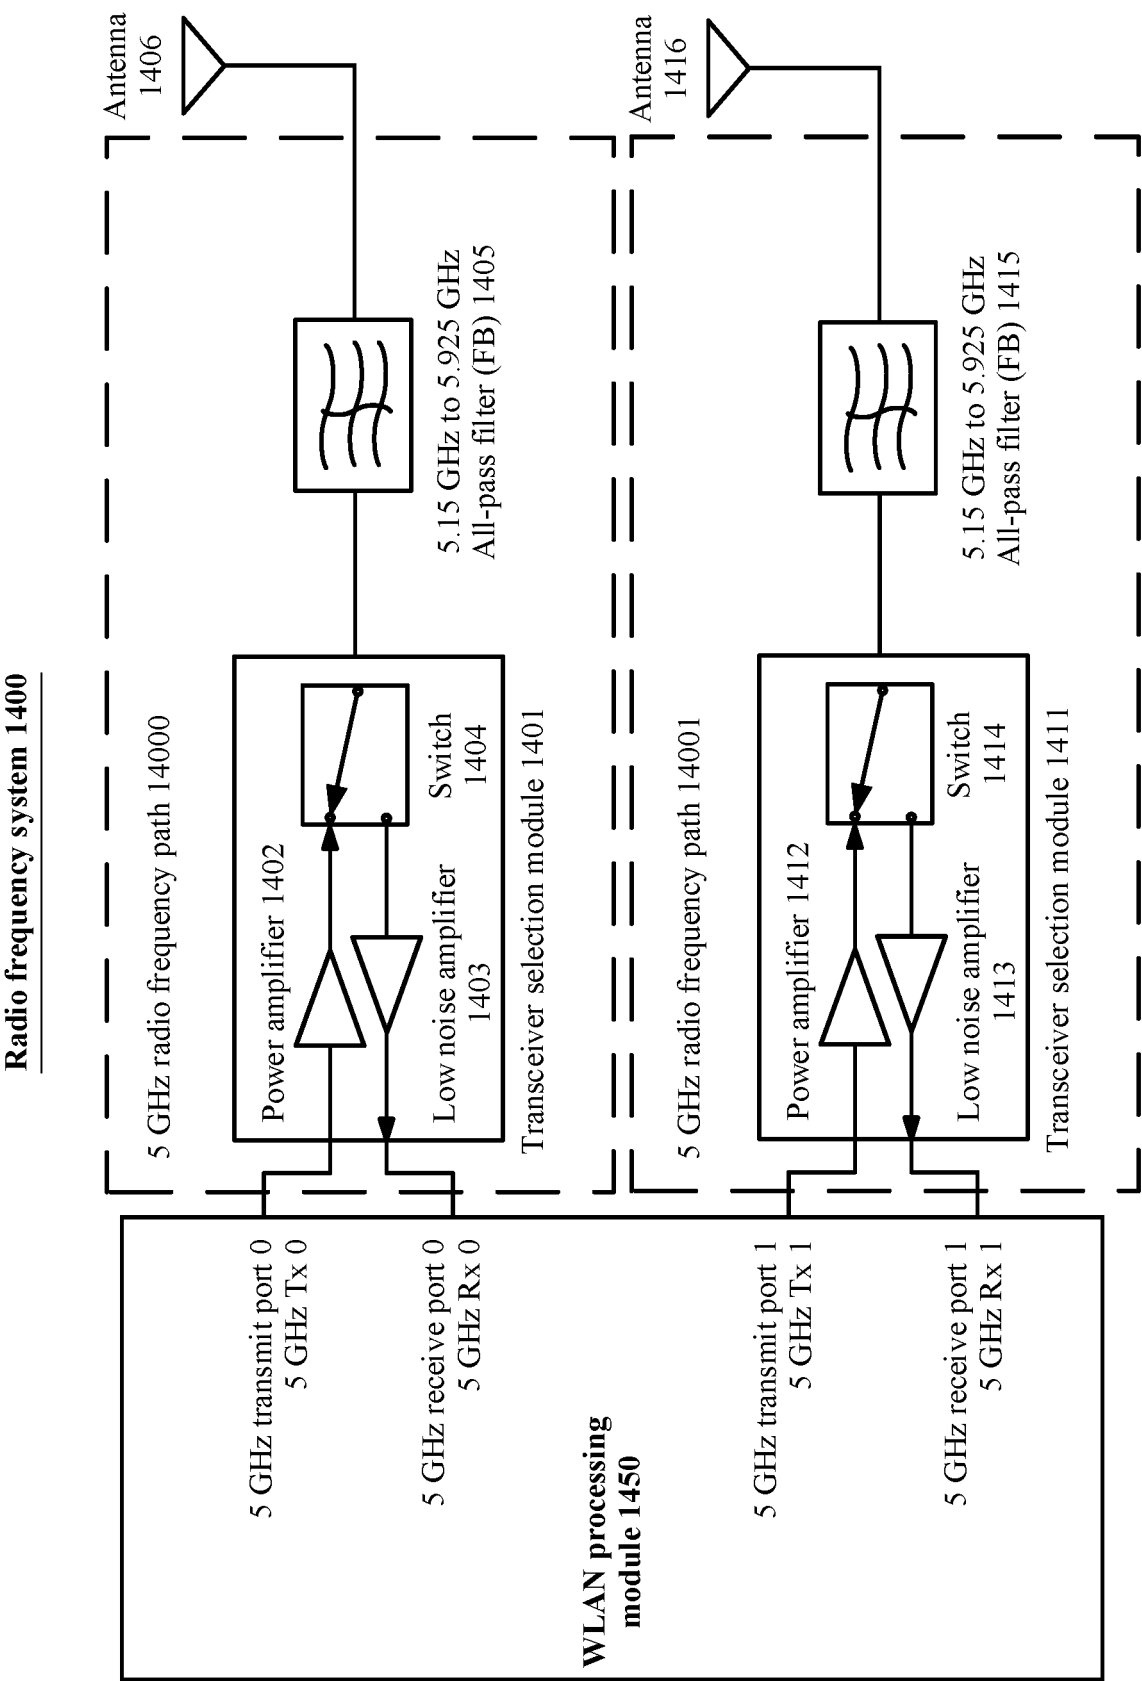 Radio frequency system 1400
5 GHz radio frequency path 14000
Antenna
1406
Power amplifier 1402
Low noise amplifier
1403
Switch
1404
Transceiver selection module 1401
5.15 GHz to 5.925 GHz
All-pass filter (FB) 1405
5 GHz transmit port 0
5 GHz Tx 0
5 GHz receive port 0
5 GHz Rx 0
WLAN processing
module 1450
5 GHz transmit port 1
5 GHz Tx 1
5 GHz receive port 1
5 GHz Rx 1
5 GHz radio frequency path 14001
Antenna
1416
Power amplifier 1412
Low noise amplifier
1413
Switch
1414
Transceiver selection module 1411
5.15 GHz to 5.925 GHz
All-pass filter (FB) 1415